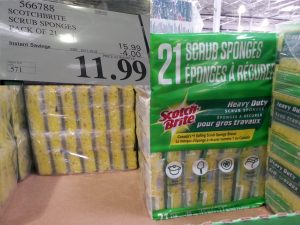 566788
SCOTCHBRITE
SCRUB SPONGES
PACK OF 21
15.99
Instant Savings 4.00
11.99
571
21 SCRUB SPONGES
ÉPONGES À RÉCURER
Scotch
Brite
Heavy Duty
SCRUB SPONGES
ÉPONGES À RÉCURER
pour gros travaux